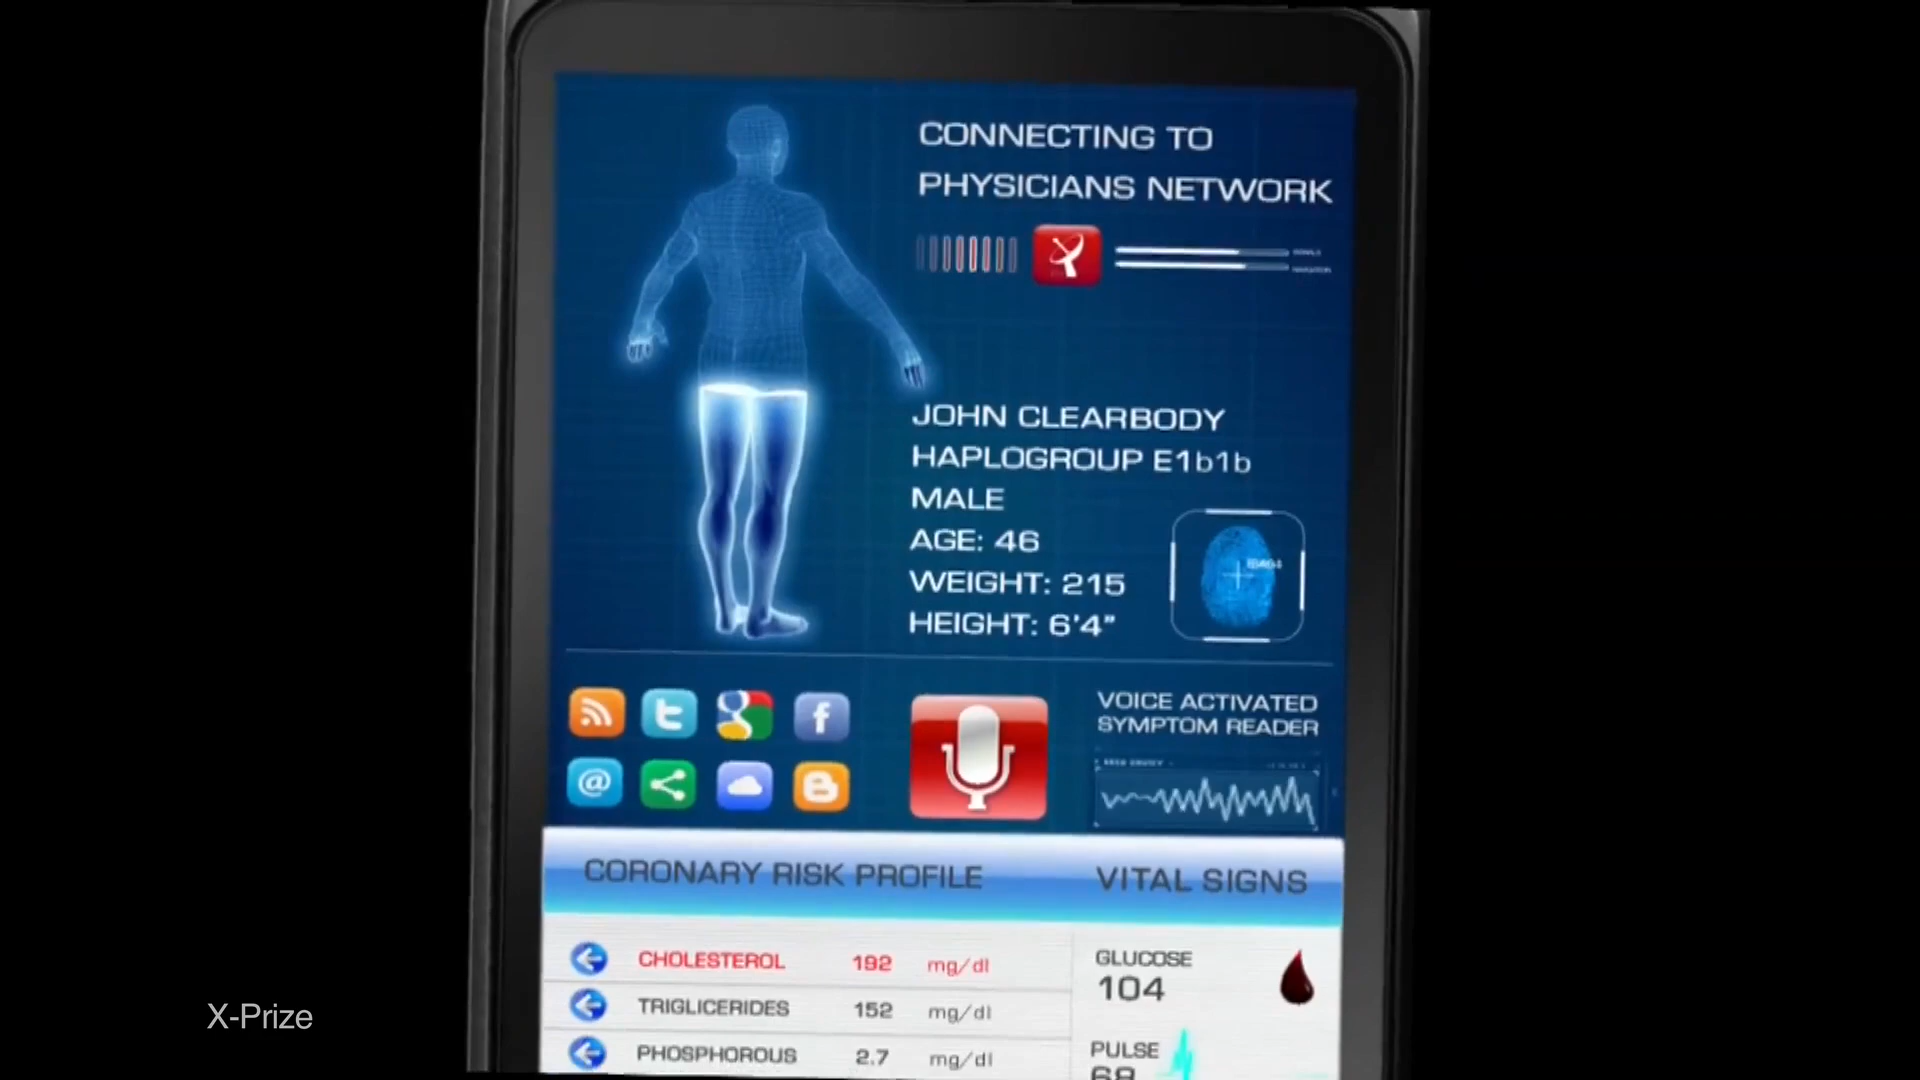 CONNECTING TO
PHYSICIANS NETWORK
JOHN CLEARBODY
HAPLOGROUP E1b1b
MALE
AGE: 46
WEIGHT: 215
HEIGHT: 6'4"
VOICE ACTIVATED
SYMPTOM READER
CORONARY RISK PROFILE
VITAL SIGNS
CHOLESTEROL 192 mg/dl
TRIGLICERIDES 152 mg/dl
PHOSPHOROUS 2.7 mg/dl
GLUCOSE
104
PULSE
68
X-Prize